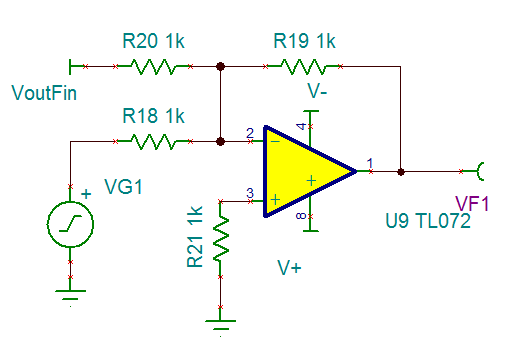 R20 1k
R19 1k
VoutFin
V-
R18 1k
4
2
-
VG1
+
1
3
+
+
VF1
R21 1k
8
U9 TL072
V+